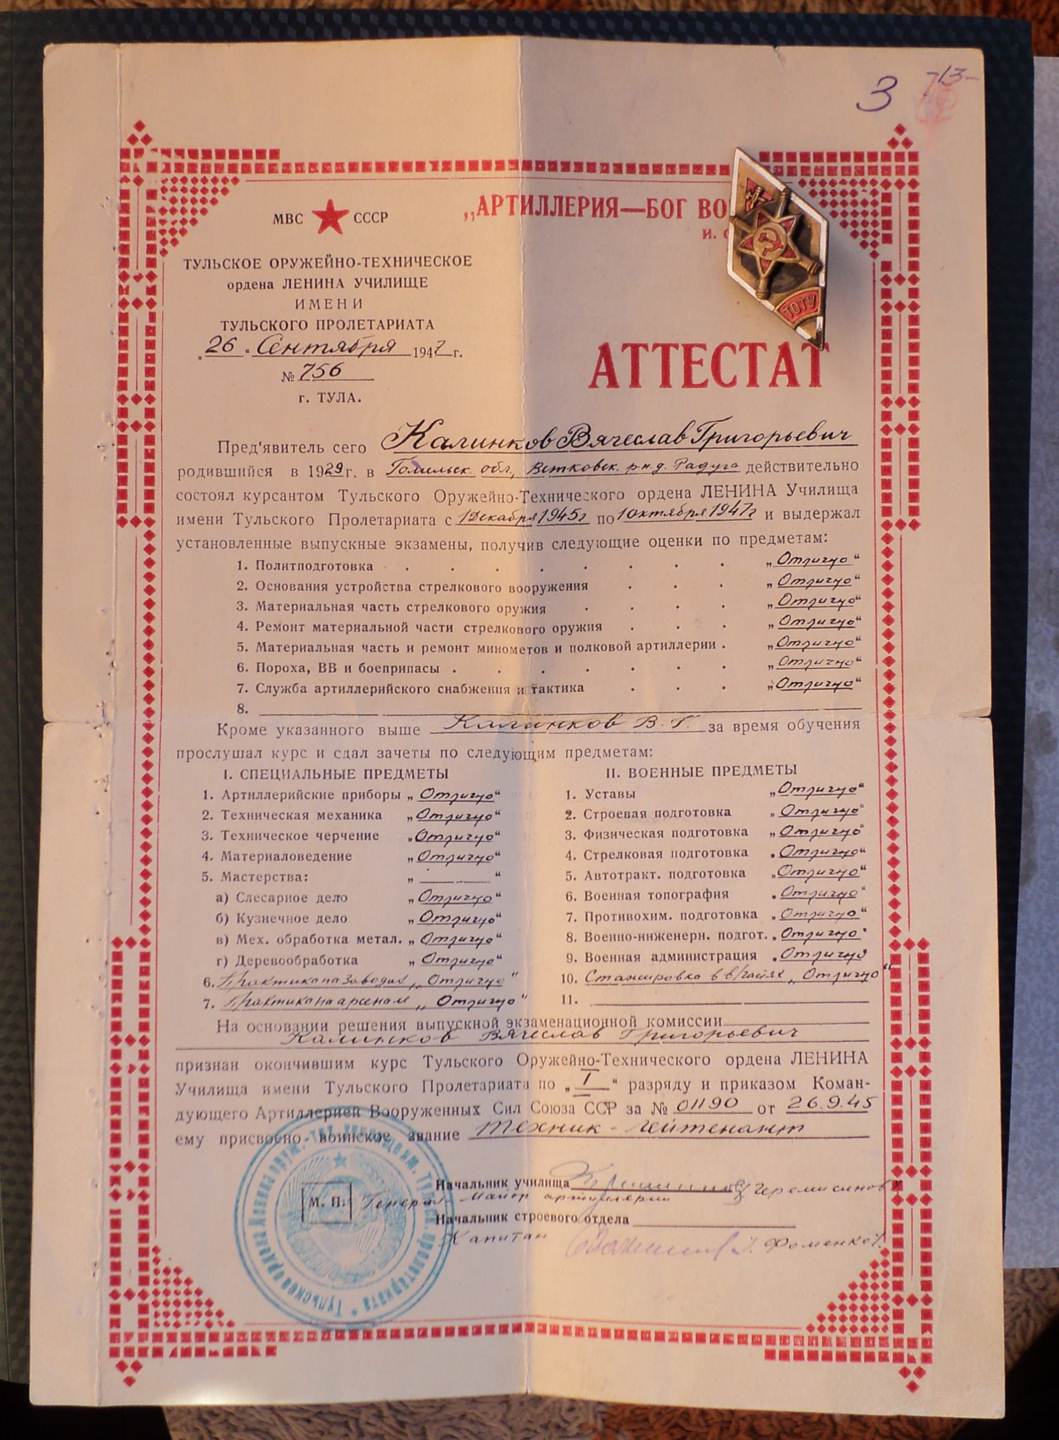 3 713-
МВС СССР
„АРТИЛЛЕРИЯ—БОГ ВО
И. С
ТУЛЬСКОЕ ОРУЖЕЙНО-ТЕХНИЧЕСКОЕ
ордена ЛЕНИНА УЧИЛИЩЕ
ИМЕНИ
ТУЛЬСКОГО ПРОЛЕТАРИАТА
„26 „ Сентября 1947 г.
№ 756
г. ТУЛА.
ТОТУ
АТТЕСТАТ
Пред'явитель сего Калинков Вячеслав Григорьевич
родившийся в 1929 г. в Гомельск. обл, Ветковск. р-н д. Радуга действительно
состоял курсантом Тульского Оружейно-Технического ордена ЛЕНИНА Училища
имени Тульского Пролетариата с 1 Декабря 1945 г по 1 октября 1947 г и выдержал
установленные выпускные экзамены, получив следующие оценки по предметам:
1. Политподготовка . . . . . . . . „Отлично“
2. Основания устройства стрелкового вооружения . . . „Отлично“
3. Материальная часть стрелкового оружия . . . . „Отлично“
4. Ремонт материальной части стрелкового оружия . . . „Отлично“
5. Материальная часть и ремонт минометов и полковой артиллерии . „Отлично“
6. Пороха, ВВ и боеприпасы . . . . . . . „Отлично“
7. Служба артиллерийского снабжения и тактика . . . „Отлично“
8.
Кроме указанного выше Калинков В. Г. за время обучения
прослушал курс и сдал зачеты по следующим предметам:
I. СПЕЦИАЛЬНЫЕ ПРЕДМЕТЫ
1. Артиллерийские приборы „Отлично“
2. Техническая механика „Отлично“
3. Техническое черчение „Отлично“
4. Материаловедение „Отлично“
5. Мастерства: „ “
а) Слесарное дело „Отлично“
б) Кузнечное дело „Отлично“
в) Мех. обработка метал. „Отлично“
г) Деревообработка „Отлично“
6. Практика на заводах „Отлично“
7. Практика на арсенале „Отлично“
II. ВОЕННЫЕ ПРЕДМЕТЫ
1. Уставы „Отлично“
2. Строевая подготовка „Отлично“
3. Физическая подготовка „Отлично“
4. Стрелковая подготовка „Отлично“
5. Автотракт. подготовка „Отлично“
6. Военная топография „Отлично“
7. Противохим. подготовка „Отлично“
8. Военно-инженерн. подгот. „Отлично“
9. Военная администрация „Отлично
10. Стажировка в в/частях „Отлично“
11.
На основании решения выпускной экзаменационной комиссии
Калинков Вячеслав Григорьевич
признан окончившим курс Тульского Оружейно-Технического ордена ЛЕНИНА
Училища имени Тульского Пролетариата по „ I “ разряду и приказом Коман-
дующего Артиллерией Вооруженных Сил Союза ССР за № 01190 от 26.9.45
ему присвоено воинское звание Техник-лейтенант
Начальник училища
М. П. Генерал-майор артиллерии
Начальник строевого отдела
Капитан Фоменко